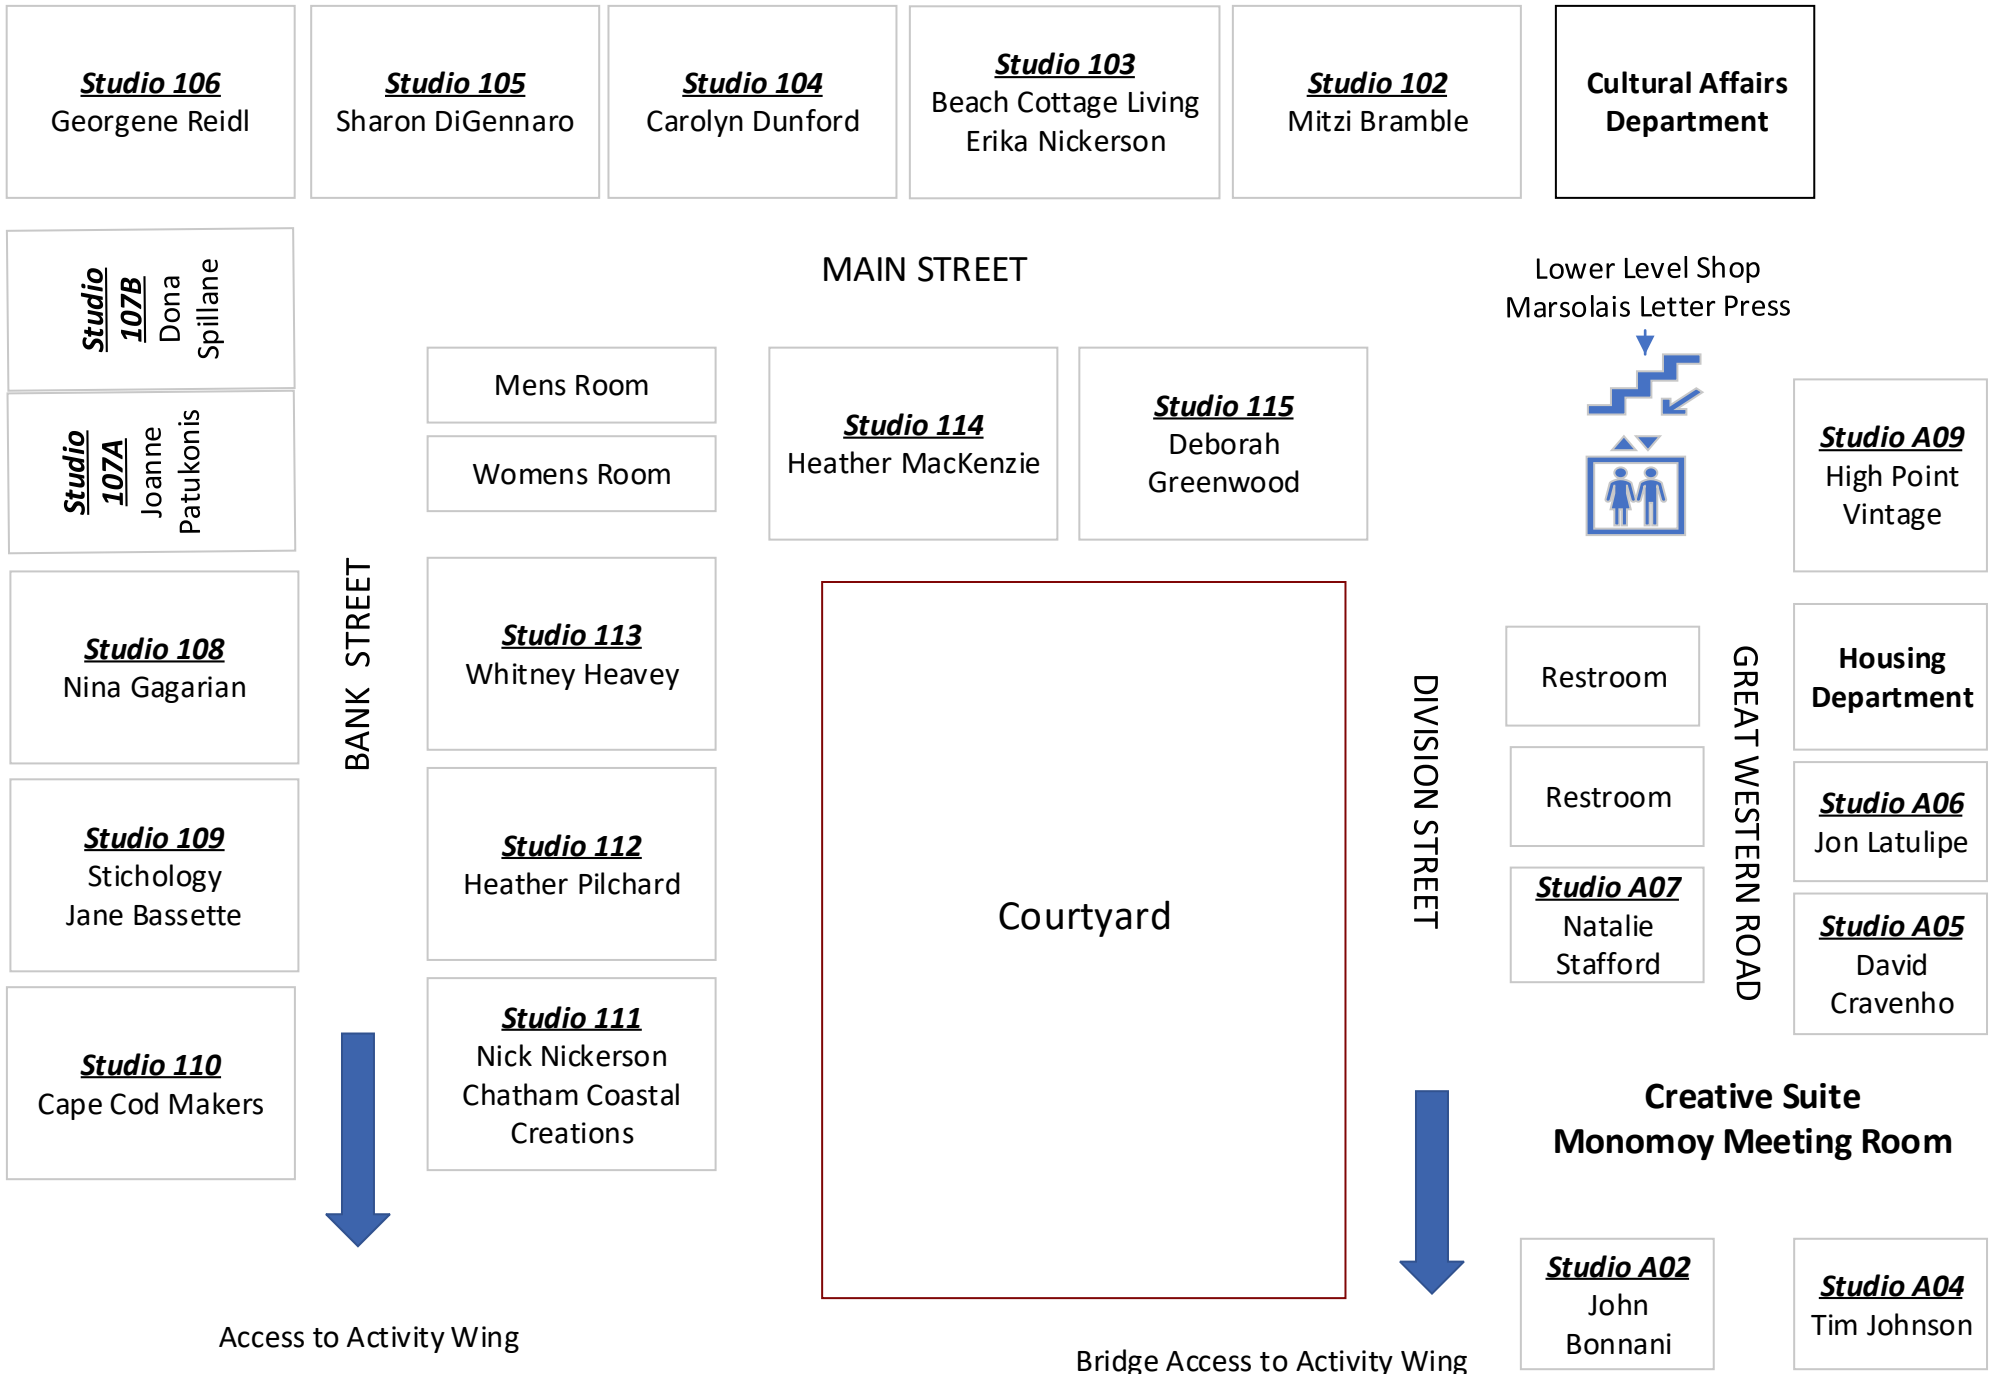 Studio 106
Georgene Reidl
Studio 105
Sharon DiGennaro
Studio 104
Carolyn Dunford
Studio 103
Beach Cottage Living
Erika Nickerson
Studio 102
Mitzi Bramble
Cultural Affairs
Department
Studio
107B
Dona
Spillane
MAIN STREET
Lower Level Shop
Marsolais Letter Press
Studio
107A
Joanne
Patukonis
Mens Room
Womens Room
Studio 114
Heather MacKenzie
Studio 115
Deborah
Greenwood
Studio A09
High Point
Vintage
Studio 108
Nina Gagarian
BANK STREET
Studio 113
Whitney Heavey
Courtyard
DIVISION STREET
Restroom
Restroom
GREAT WESTERN ROAD
Housing
Department
Studio A06
Jon Latulipe
Studio 109
Stichology
Jane Bassette
Studio 112
Heather Pilchard
Studio A07
Natalie
Stafford
Studio A05
David
Cravenho
Studio 110
Cape Cod Makers
Studio 111
Nick Nickerson
Chatham Coastal
Creations
Creative Suite
Monomoy Meeting Room
Studio A02
John
Bonnani
Studio A04
Tim Johnson
Access to Activity Wing
Bridge Access to Activity Wing